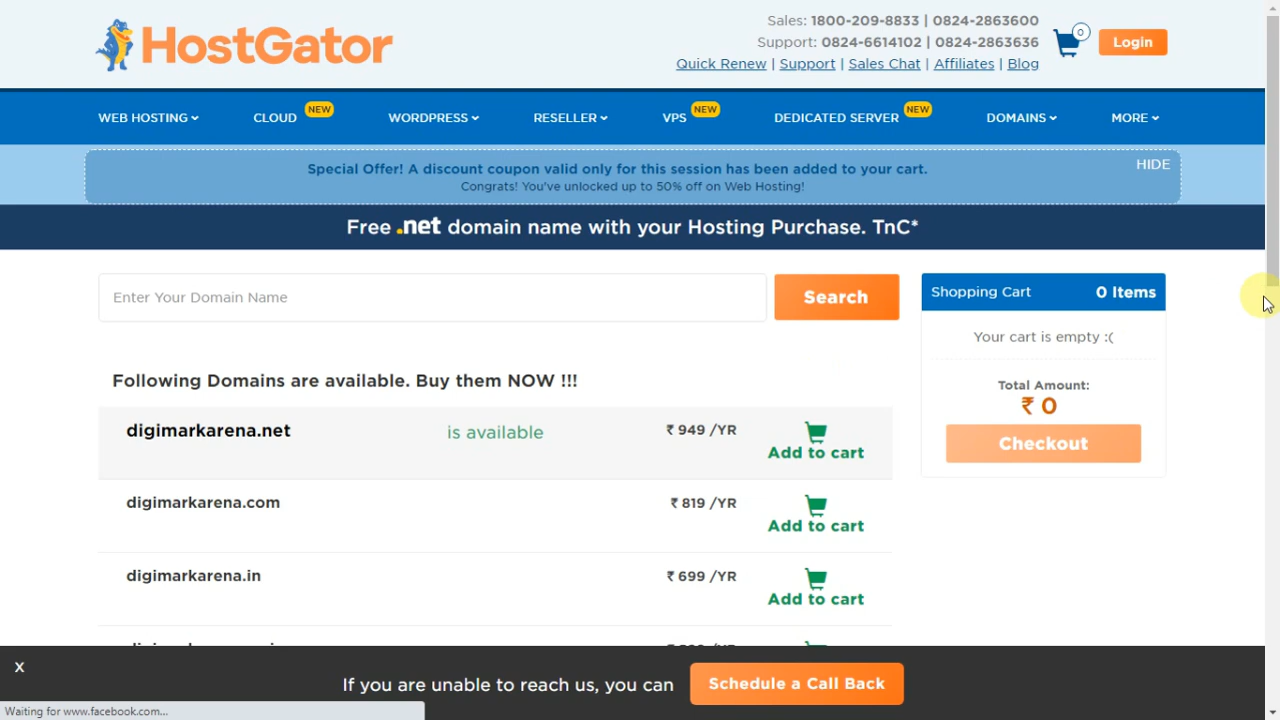 HostGator
Sales: 1800-209-8833 | 0824-2863600
Support: 0824-6614102 | 0824-2863636
Quick Renew | Support | Sales Chat | Affiliates | Blog
0
Login
WEB HOSTING
CLOUD NEW
WORDPRESS
RESELLER
VPS NEW
DEDICATED SERVER NEW
DOMAINS
MORE
Special Offer! A discount coupon valid only for this session has been added to your cart.
HIDE
Congrats! You've unlocked up to 50% off on Web Hosting!
Free .net domain name with your Hosting Purchase. TnC*
Enter Your Domain Name
Search
Shopping Cart 0 Items
Your cart is empty :(
Total Amount:
₹ 0
Checkout
Following Domains are available. Buy them NOW !!!
digimarkarena.net is available ₹ 949 /YR
Add to cart
digimarkarena.com ₹ 819 /YR
Add to cart
digimarkarena.in ₹ 699 /YR
Add to cart
x
If you are unable to reach us, you can
Schedule a Call Back
Waiting for www.facebook.com...